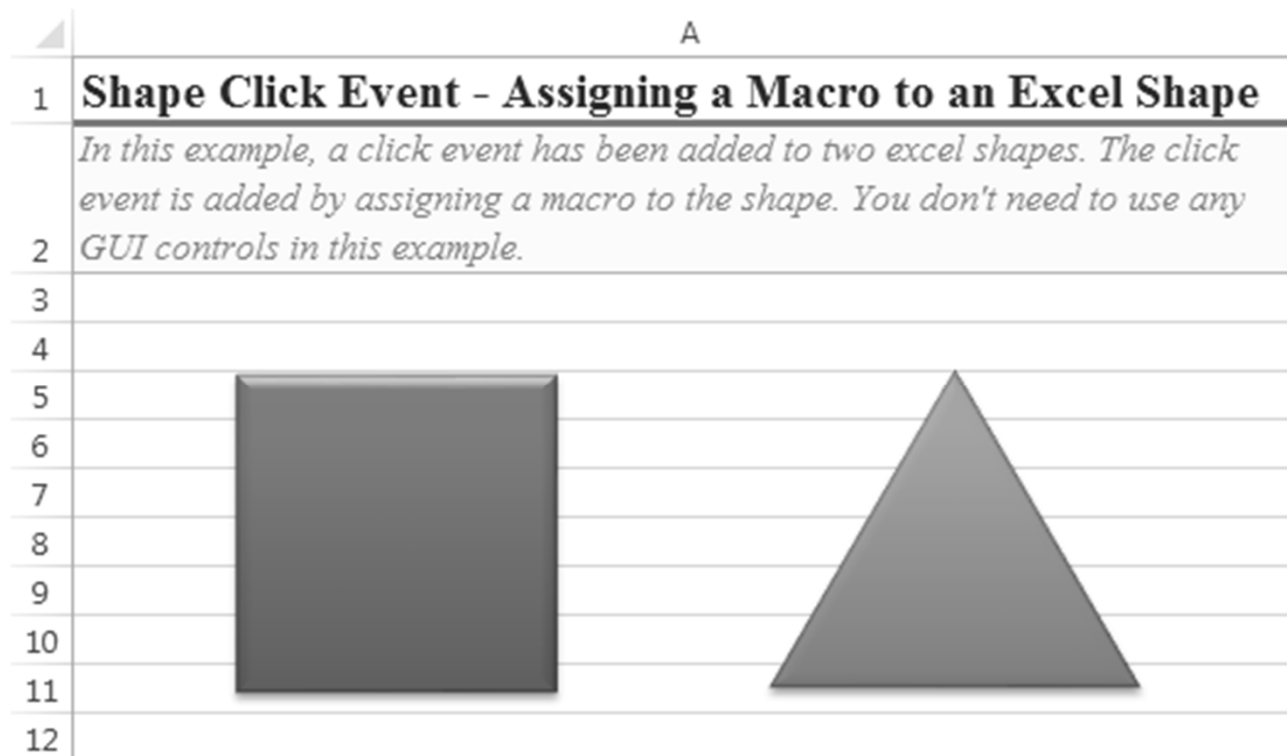 A
1 Shape Click Event - Assigning a Macro to an Excel Shape
In this example, a click event has been added to two excel shapes. The click
event is added by assigning a macro to the shape. You don't need to use any
2 GUI controls in this example.
3
4
5
6
7
8
9
10
11
12